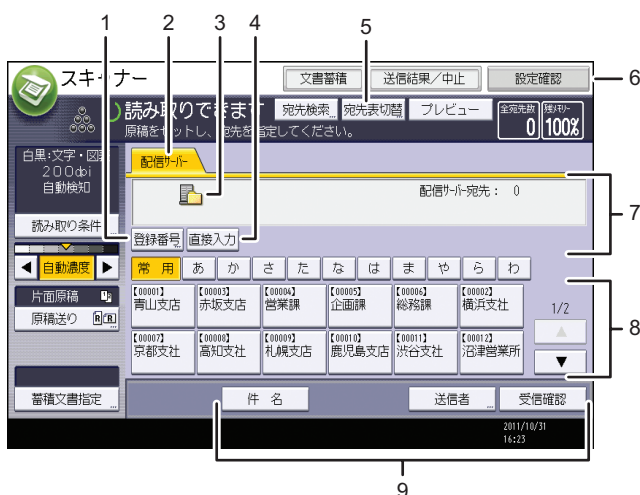 1 2 3 4 5
スキャナー 文書蓄積 送信結果／中止 設定確認 6
読み取りできます 宛先検索 宛先表切替 プレビュー 全宛先数 残メモリー
原稿をセットし、宛先を指定してください。 0 100%
白黒:文字・図表
200dpi
自動検知
配信サーバー
配信サーバー宛先： 0
7
読み取り条件
登録番号 直接入力
自動濃度
常用 あ か さ た な は ま や ら わ
片面原稿
原稿送り
【00001】 【00003】 【00004】 【00005】 【00006】 【00002】
青山支店 赤坂支店 営業課 企画課 総務課 横浜支社 1/2
8
【00007】 【00008】 【00009】 【00010】 【00011】 【00012】
京都支社 高知支社 札幌支店 鹿児島支店 渋谷支社 沼津営業所
蓄積文書指定 件名 送信者 受信確認
2011/10/31
16:23
9